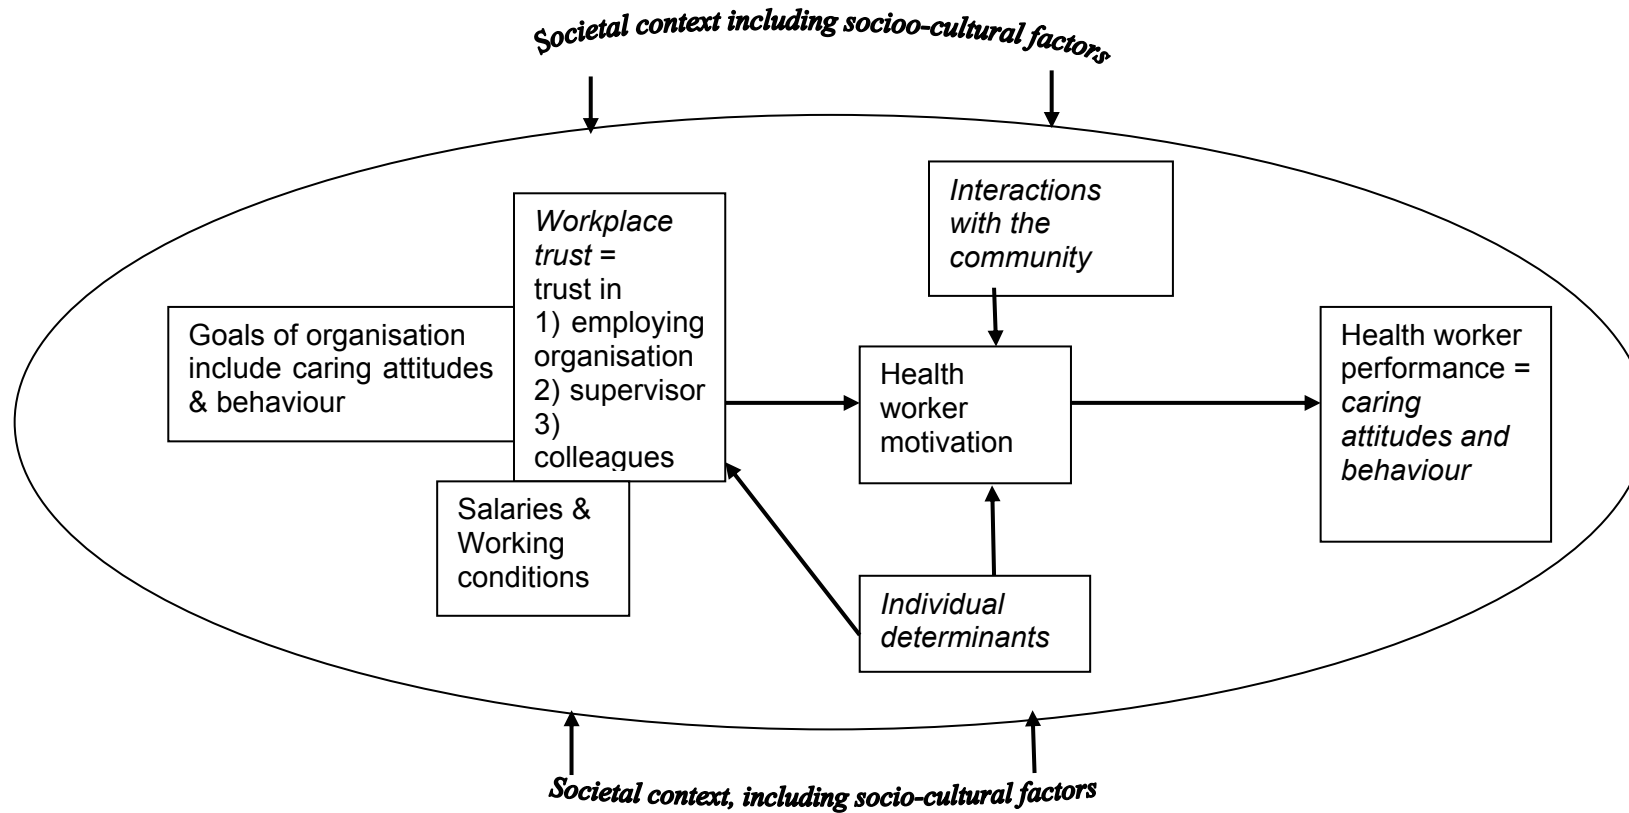 Societal context including socioo-cultural factors
Interactions
with the
community
Workplace
trust =
trust in
1) employing
organisation
2) supervisor
3)
colleagues
Goals of organisation
include caring attitudes
& behaviour
Salaries &
Working
conditions
Health
worker
motivation
Health worker
performance =
caring
attitudes and
behaviour
Individual
determinants
Societal context, including socio-cultural factors